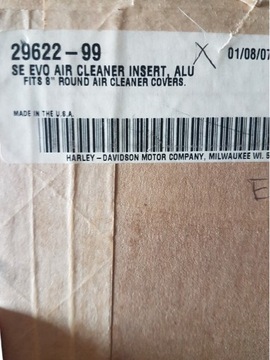 29622-99 X 01/08/07
SE EVO AIR CLEANER INSERT, ALU
FITS 8" ROUND AIR CLEANER COVERS.
MADE IN THE U.S.A.
HARLEY-DAVIDSON MOTOR COMPANY, MILWAUKEE WI.
E